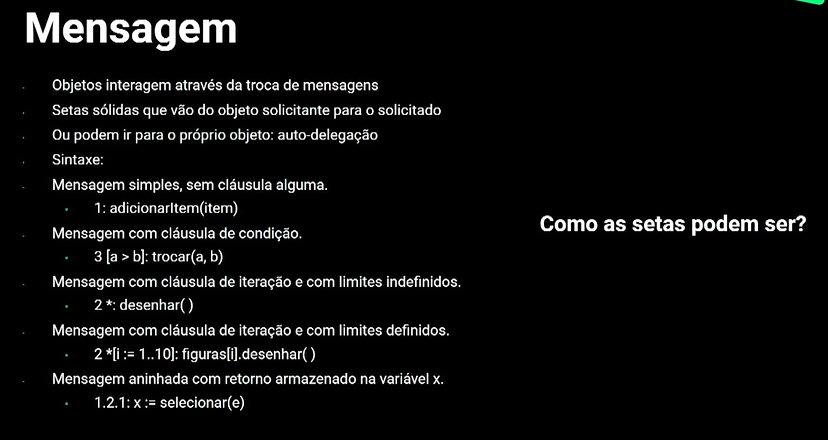 Mensagem
Objetos interagem através da troca de mensagens
Setas sólidas que vão do objeto solicitante para o solicitado
Ou podem ir para o próprio objeto: auto-delegação
Sintaxe:
Mensagem simples, sem cláusula alguma.
1: adicionarItem(item)
Mensagem com cláusula de condição.
3 [a > b]: trocar(a, b)
Mensagem com cláusula de iteração e com limites indefinidos.
2 *: desenhar( )
Mensagem com cláusula de iteração e com limites definidos.
2 *[i := 1..10]: figuras[i].desenhar( )
Mensagem aninhada com retorno armazenado na variável x.
1.2.1: x := selecionar(e)
Como as setas podem ser?